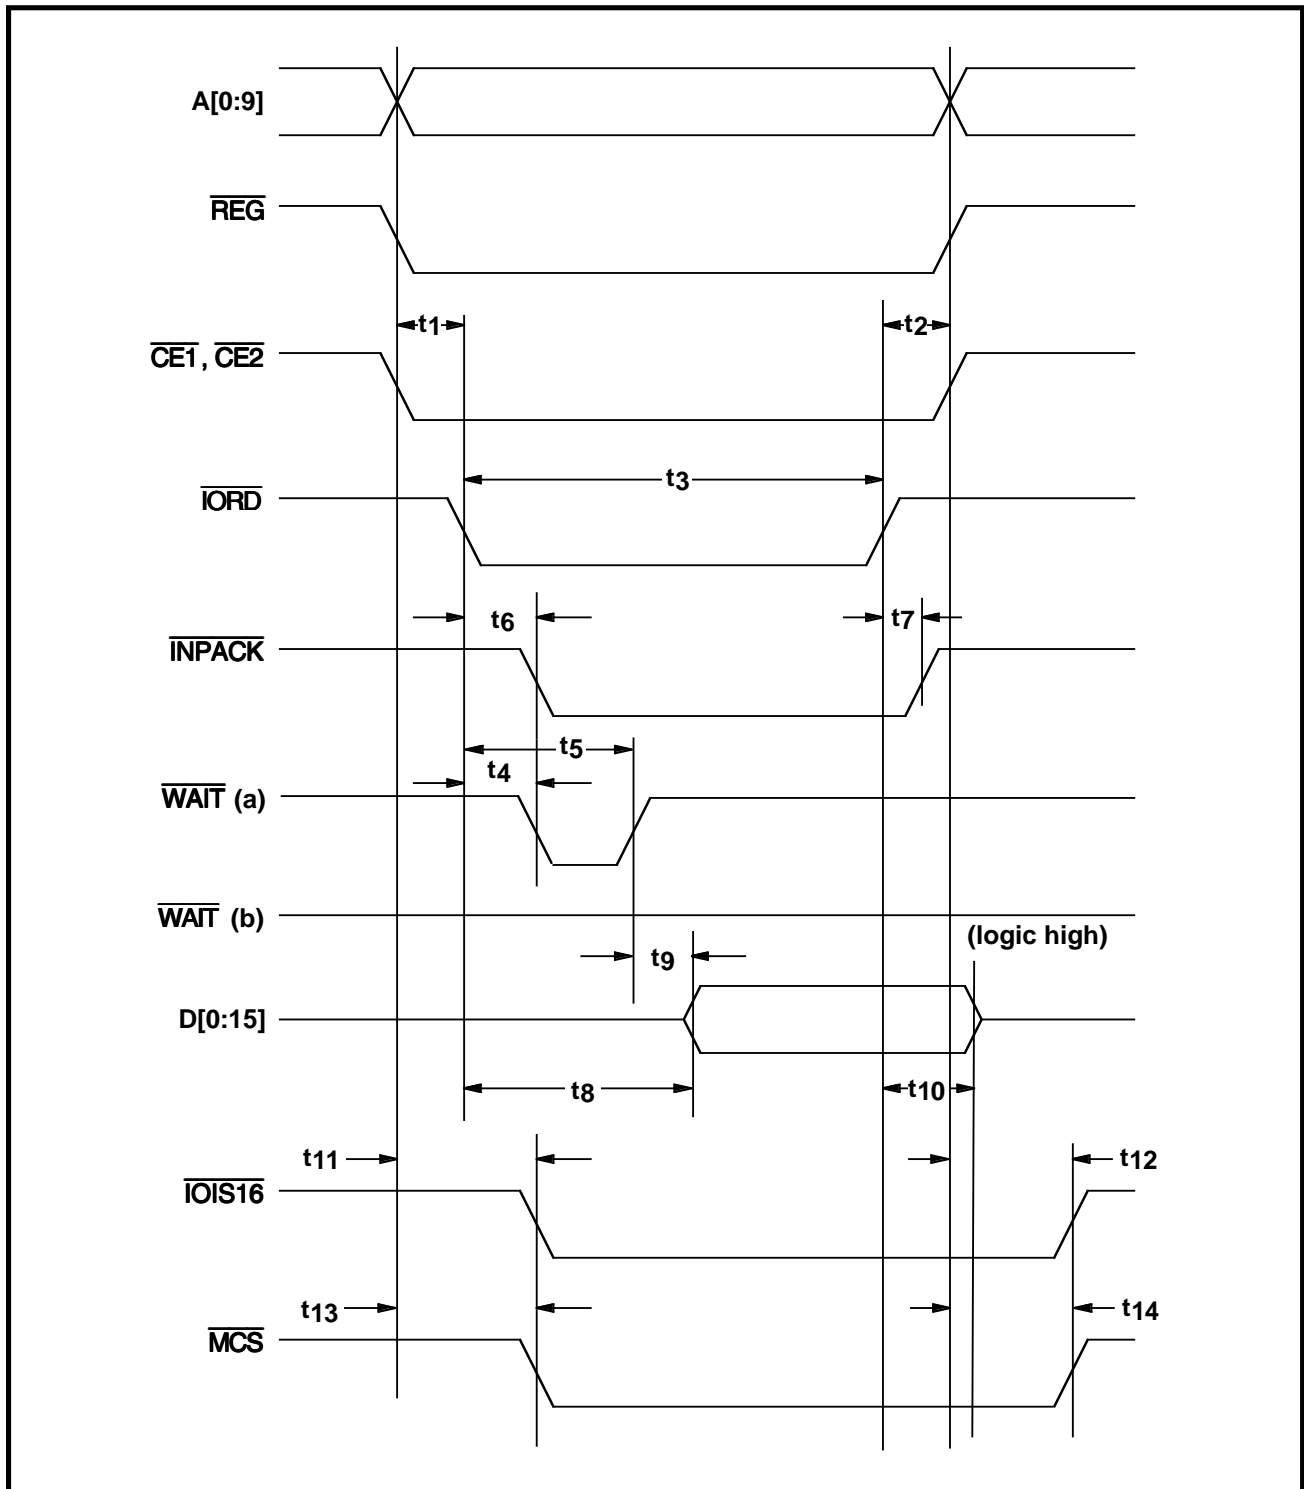 A[0:9]
REG
t1 t2
CE1, CE2
t3
IORD
t6 t7
INPACK
t5
t4
WAIT (a)
WAIT (b)
(logic high)
t9
D[0:15]
t8 t10
t11 t12
IOIS16
t13 t14
MCS